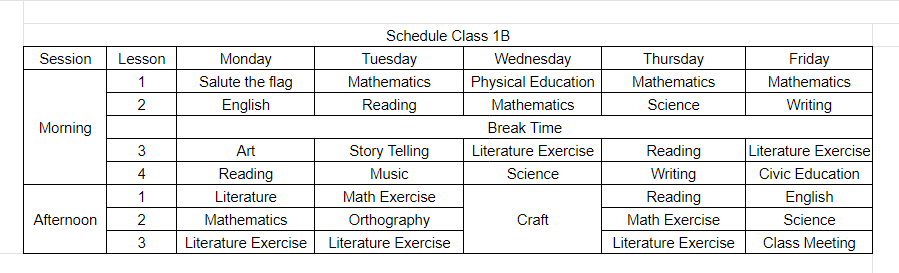 Schedule Class 1B
Session Lesson Monday Tuesday Wednesday Thursday Friday
Morning
1 Salute the flag Mathematics Physical Education Mathematics Mathematics
2 English Reading Mathematics Science Writing
Break Time
3 Art Story Telling Literature Exercise Reading Literature Exercise
4 Reading Music Science Writing Civic Education
Afternoon
1 Literature Math Exercise Reading English
2 Mathematics Orthography Craft Math Exercise Science
3 Literature Exercise Literature Exercise Literature Exercise Class Meeting